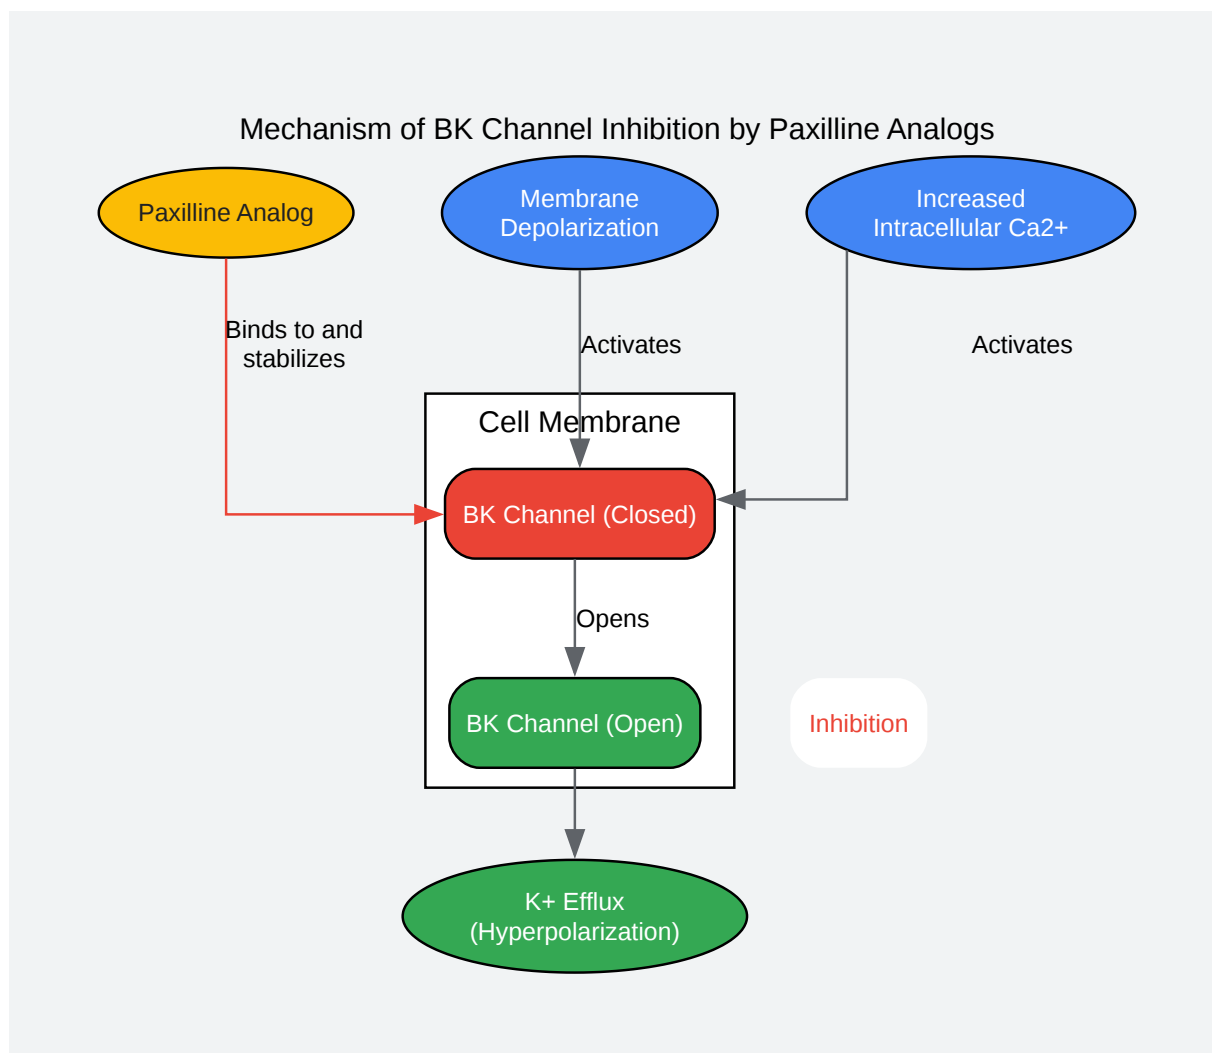 Mechanism of BK Channel Inhibition by Paxilline Analogs
Paxilline Analog
Membrane
Depolarization
Increased
Intracellular Ca2+
Binds to and
stabilizes
Activates
Activates
Cell Membrane
BK Channel (Closed)
Opens
BK Channel (Open)
Inhibition
K+ Efflux
(Hyperpolarization)